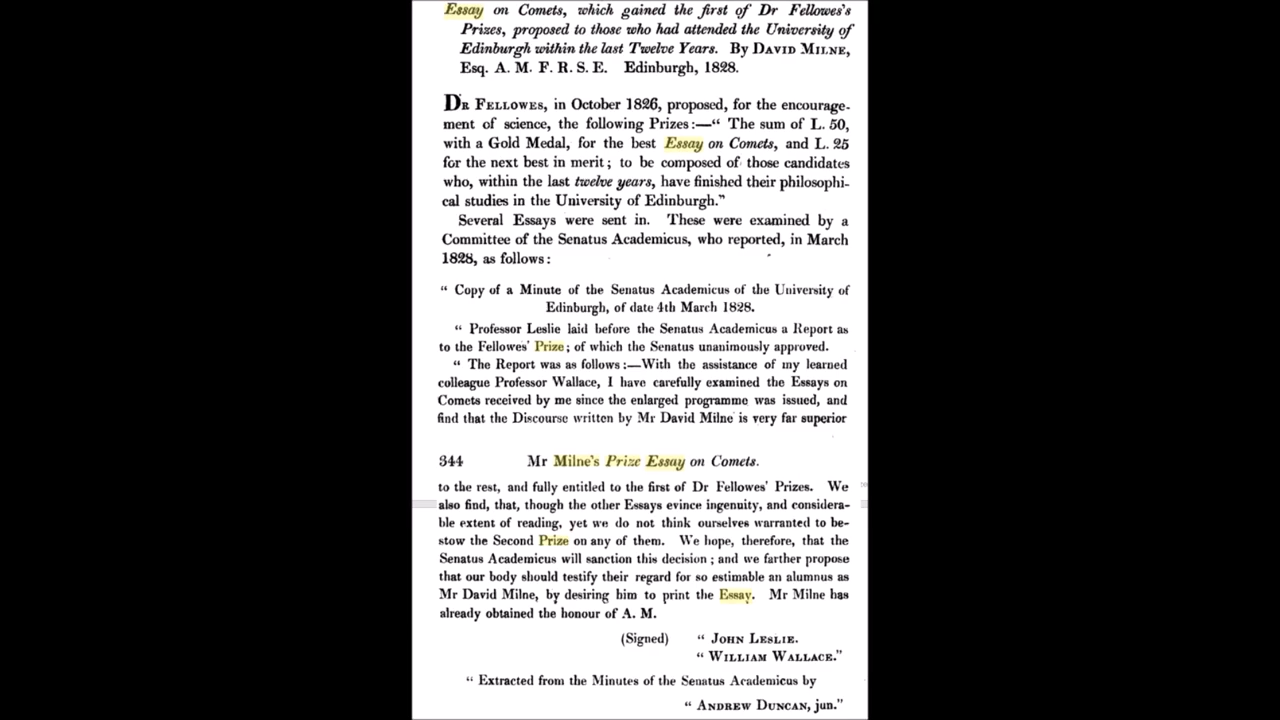 Essay on Comets, which gained the first of Dr Fellowes's
Prizes, proposed to those who had attended the University of
Edinburgh within the last Twelve Years. By DAVID MILNE,
Esq. A. M. F. R. S. E. Edinburgh, 1828.
DR FELLOWES, in October 1826, proposed, for the encourage-
ment of science, the following Prizes:—“ The sum of L. 50,
with a Gold Medal, for the best Essay on Comets, and L. 25
for the next best in merit; to be composed of those candidates
who, within the last twelve years, have finished their philosophi-
cal studies in the University of Edinburgh.”
Several Essays were sent in. These were examined by a
Committee of the Senatus Academicus, who reported, in March
1828, as follows:
“ Copy of a Minute of the Senatus Academicus of the University of
Edinburgh, of date 4th March 1828.
“ Professor Leslie laid before the Senatus Academicus a Report as
to the Fellowes' Prize; of which the Senatus unanimously approved.
“ The Report was as follows:—With the assistance of my learned
colleague Professor Wallace, I have carefully examined the Essays on
Comets received by me since the enlarged programme was issued, and
find that the Discourse written by Mr David Milne is very far superior
344 Mr Milne's Prize Essay on Comets.
to the rest, and fully entitled to the first of Dr Fellowes' Prizes. We
also find, that, though the other Essays evince ingenuity, and considera-
ble extent of reading, yet we do not think ourselves warranted to be-
stow the Second Prize on any of them. We hope, therefore, that the
Senatus Academicus will sanction this decision; and we farther propose
that our body should testify their regard for so estimable an alumnus as
Mr David Milne, by desiring him to print the Essay. Mr Milne has
already obtained the honour of A. M.
(Signed) “ JOHN LESLIE.
“ WILLIAM WALLACE.”
“ Extracted from the Minutes of the Senatus Academicus by
“ ANDREW DUNCAN, jun.”